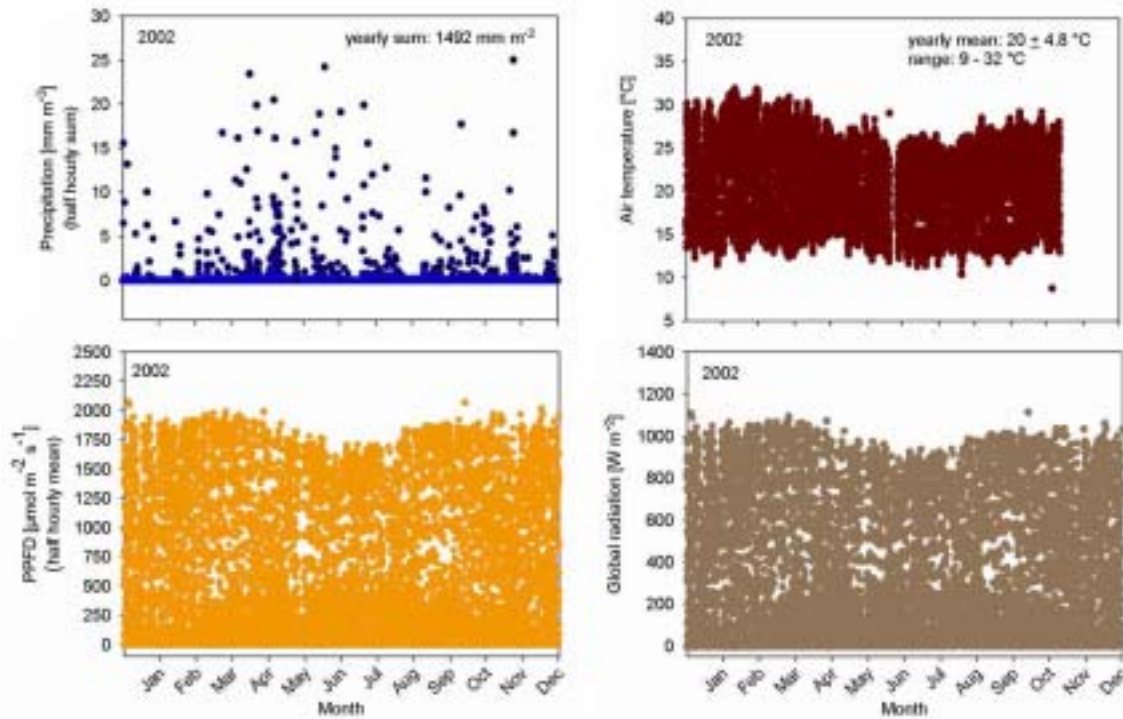 30
25
20
15
10
5
0
Precipitation [mm m⁻³]
(half hourly sum)
2002
yearly sum: 1492 mm m⁻²
40
35
30
25
20
15
10
5
Air temperature [°C]
2002
yearly mean: 20 ± 4.8 °C
range: 9 - 32 °C
2500
2250
2000
1750
1500
1250
1000
750
500
250
0
PPFD [µmol m⁻² s⁻¹]
(half hourly mean)
2002
Jan Feb Mar Apr May Jun Jul Aug Sep Oct Nov Dec
Month
1400
1200
1000
800
600
400
200
0
Global radiation [W m⁻²]
2002
Jan Feb Mar Apr May Jun Jul Aug Sep Oct Nov Dec
Month